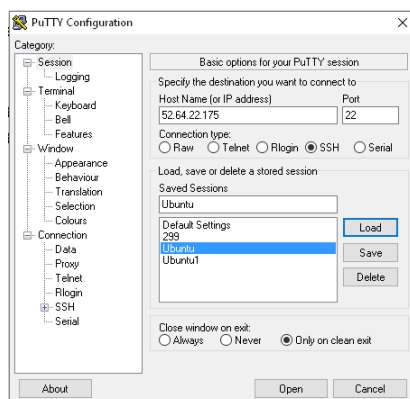 PuTTY Configuration
Category:
Session
Logging
Terminal
Keyboard
Bell
Features
Window
Appearance
Behaviour
Translation
Selection
Colours
Connection
Data
Proxy
Telnet
Rlogin
SSH
Serial
Basic options for your PuTTY session
Specify the destination you want to connect to
Host Name (or IP address) Port
52.64.22.175 22
Connection type:
Raw Telnet Rlogin SSH Serial
Load, save or delete a stored session
Saved Sessions
Ubuntu
Default Settings
299
Ubuntu
Ubuntu1
Load
Save
Delete
Close window on exit:
Always Never Only on clean exit
About Open Cancel